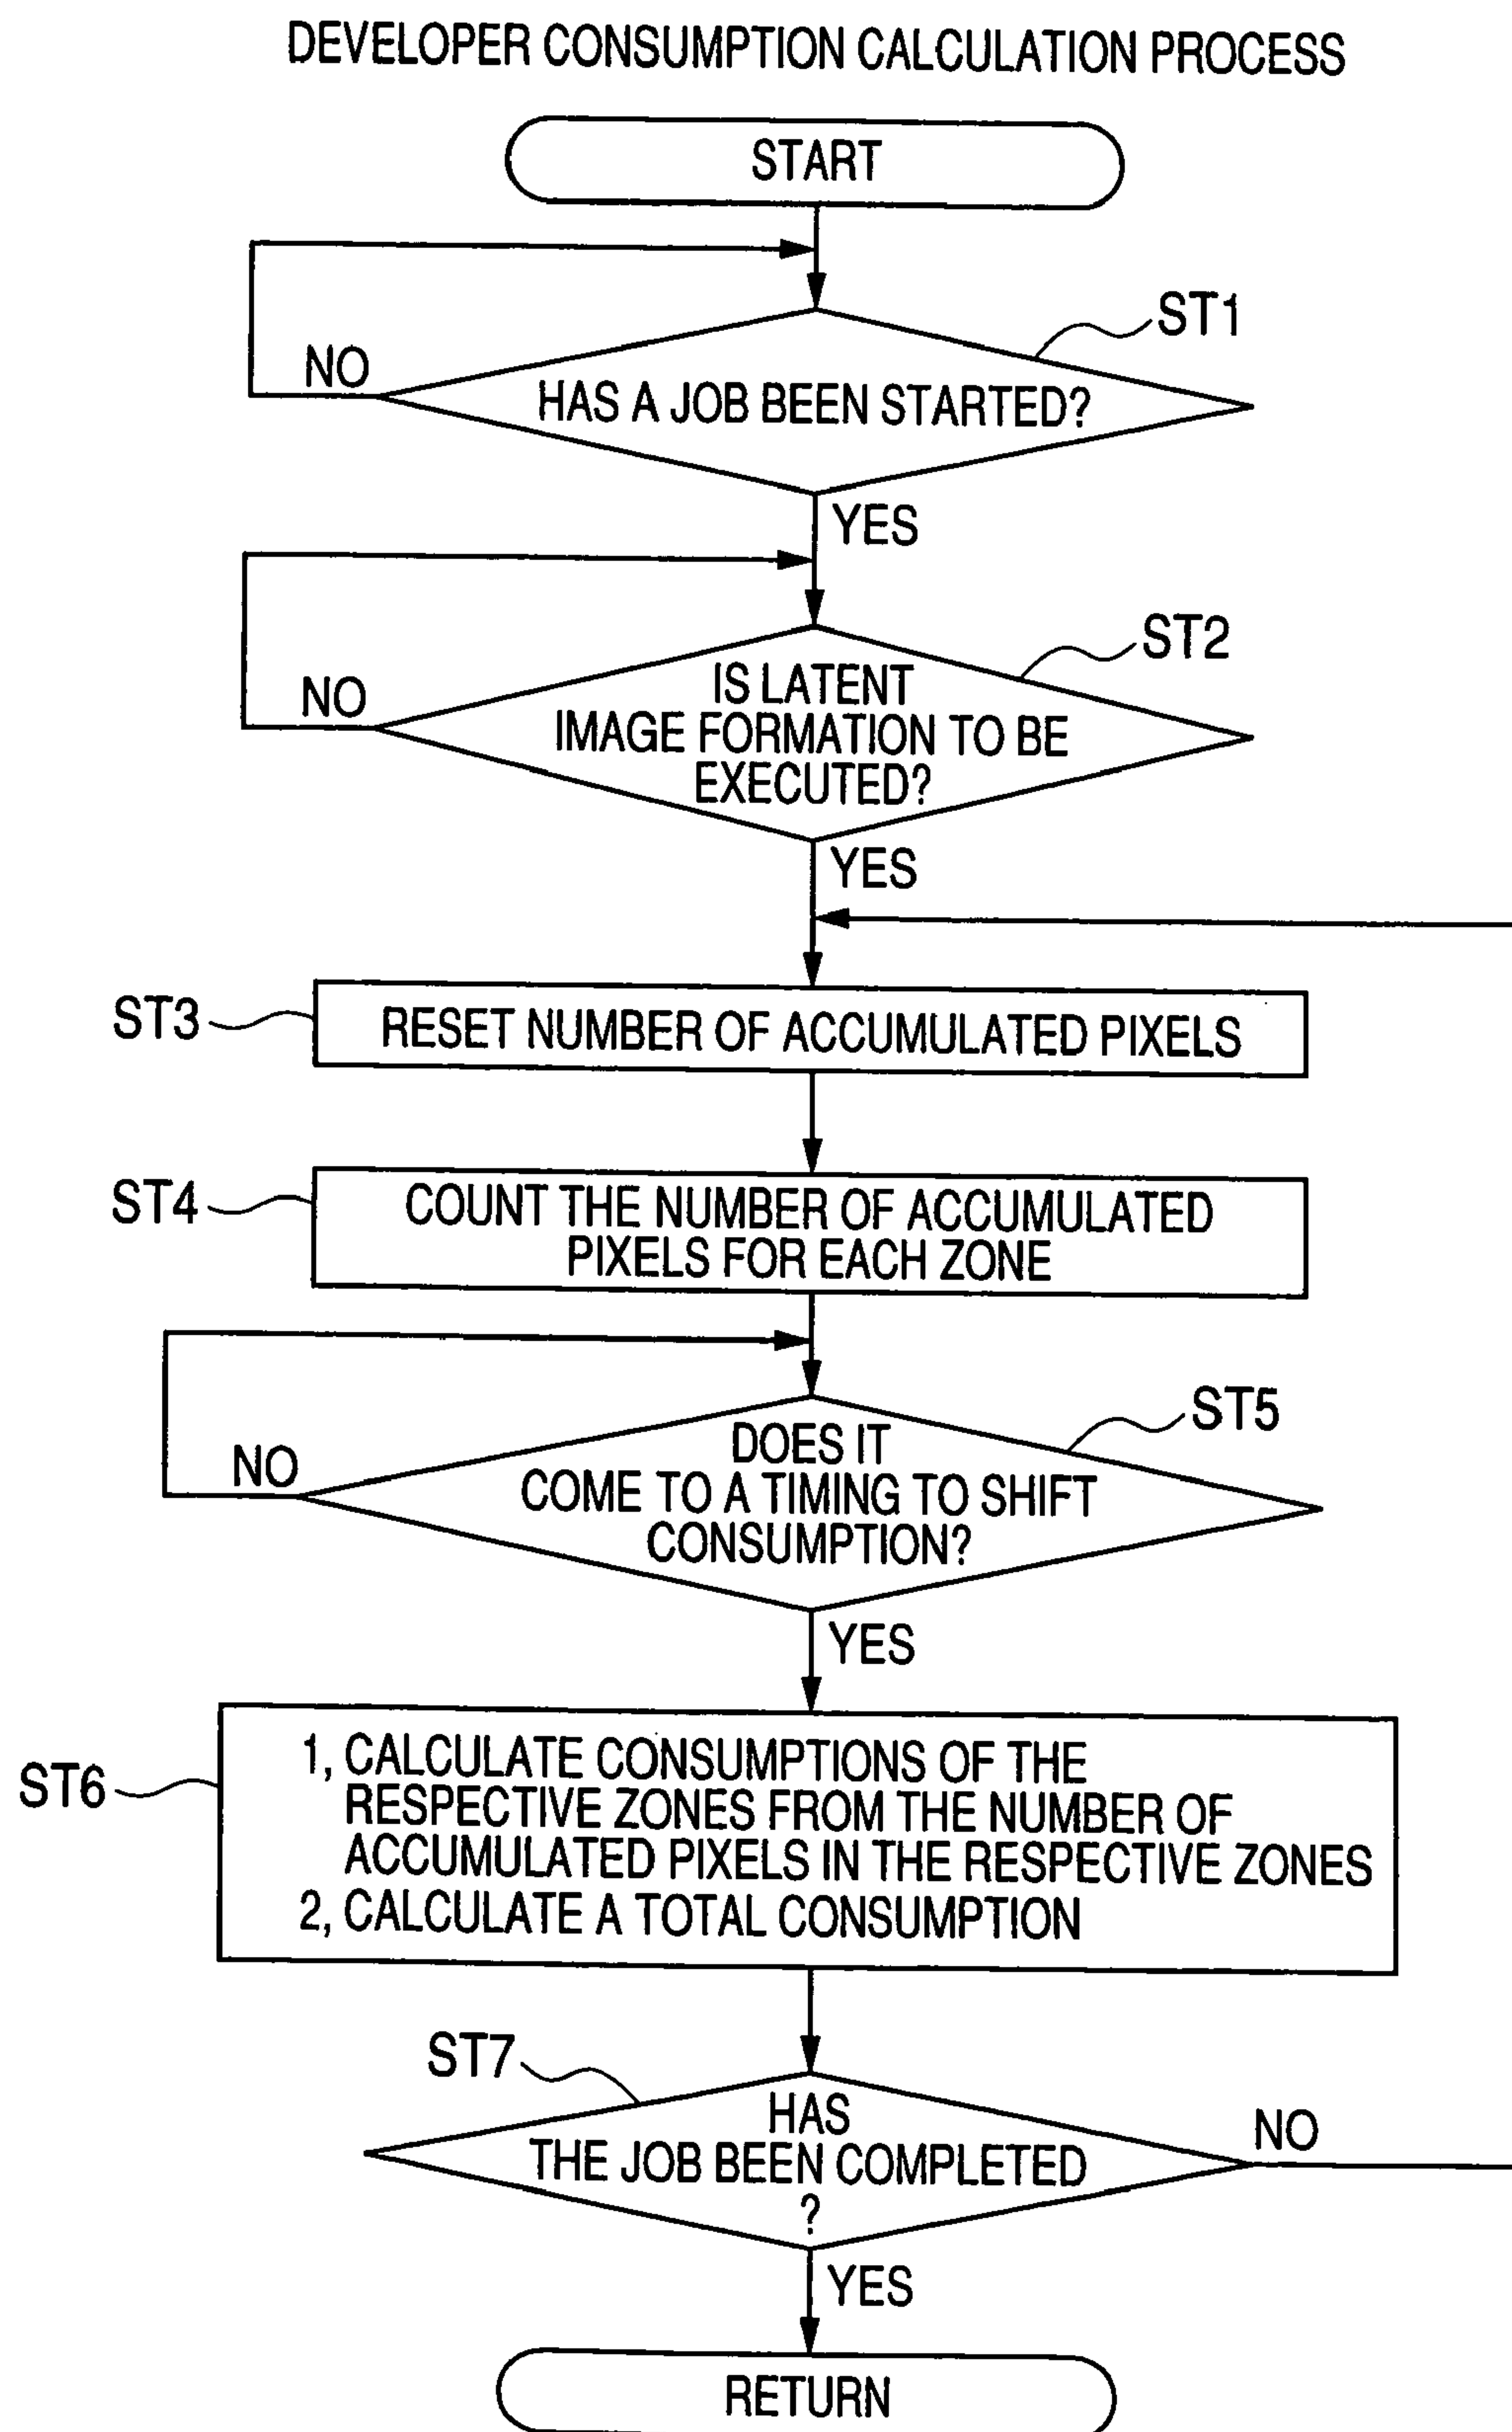 DEVELOPER CONSUMPTION CALCULATION PROCESS
START
ST1
NO
HAS A JOB BEEN STARTED?
YES
ST2
NO
IS LATENT
IMAGE FORMATION TO BE
EXECUTED?
YES
ST3
RESET NUMBER OF ACCUMULATED PIXELS
ST4
COUNT THE NUMBER OF ACCUMULATED
PIXELS FOR EACH ZONE
ST5
NO
DOES IT
COME TO A TIMING TO SHIFT
CONSUMPTION?
YES
ST6
1, CALCULATE CONSUMPTIONS OF THE
RESPECTIVE ZONES FROM THE NUMBER OF
ACCUMULATED PIXELS IN THE RESPECTIVE ZONES
2, CALCULATE A TOTAL CONSUMPTION
ST7
HAS
THE JOB BEEN COMPLETED
?
NO
YES
RETURN